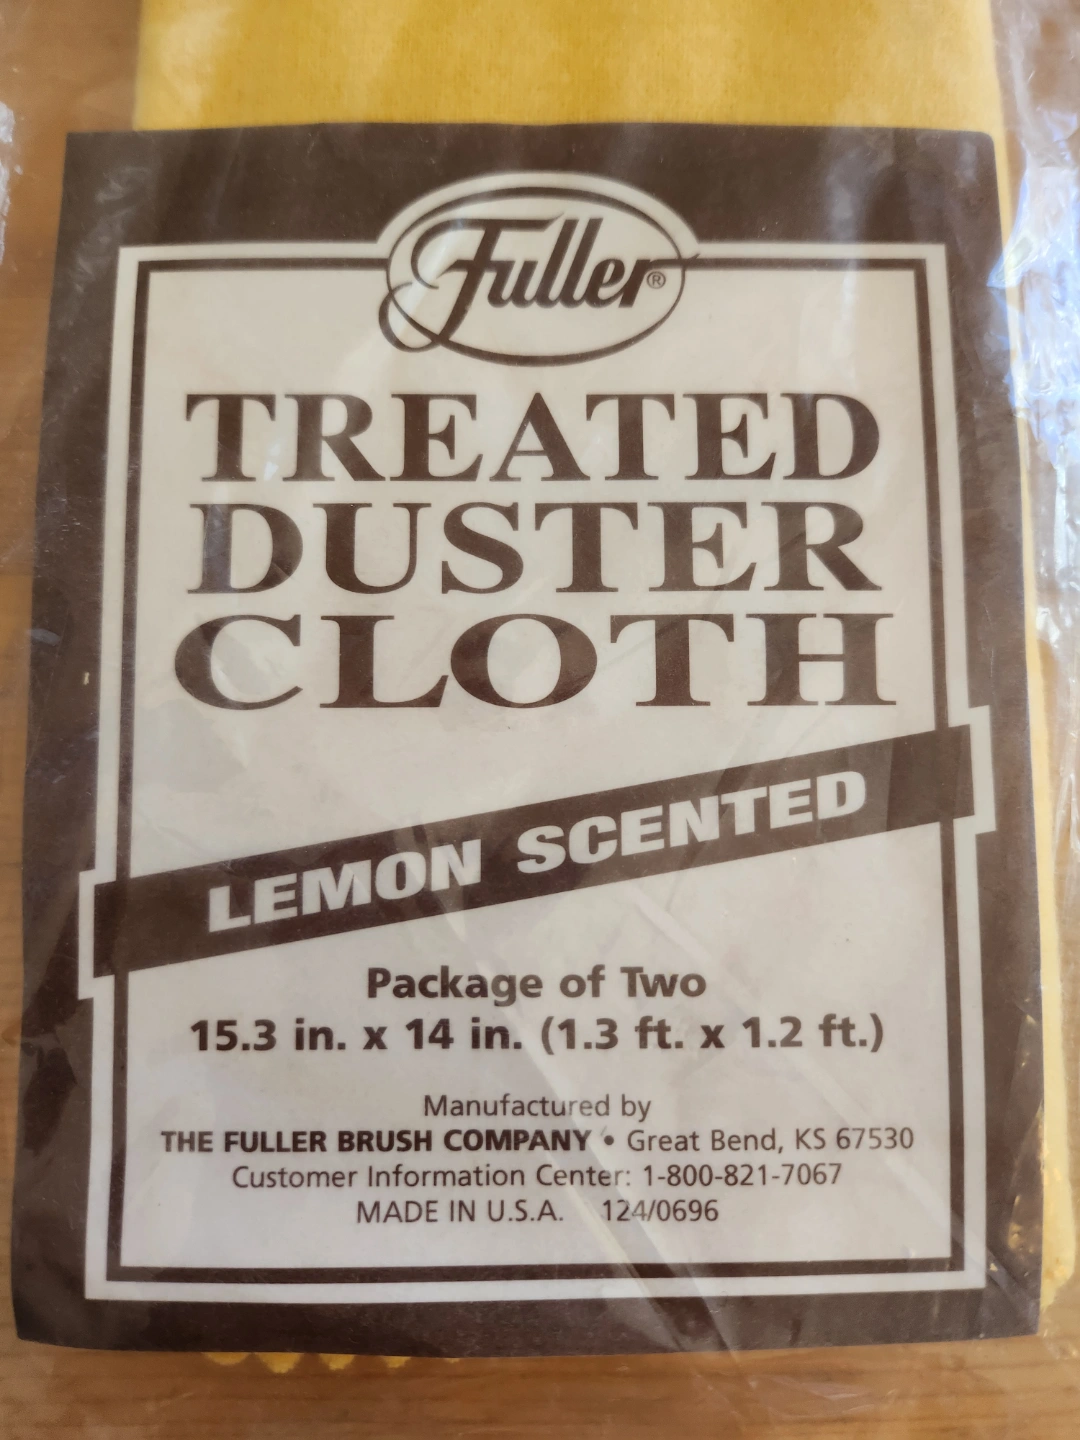 Fuller®
TREATED
DUSTER
CLOTH
LEMON SCENTED
Package of Two
15.3 in. x 14 in. (1.3 ft. x 1.2 ft.)
Manufactured by
THE FULLER BRUSH COMPANY • Great Bend, KS 67530
Customer Information Center: 1-800-821-7067
MADE IN U.S.A. 124/0696